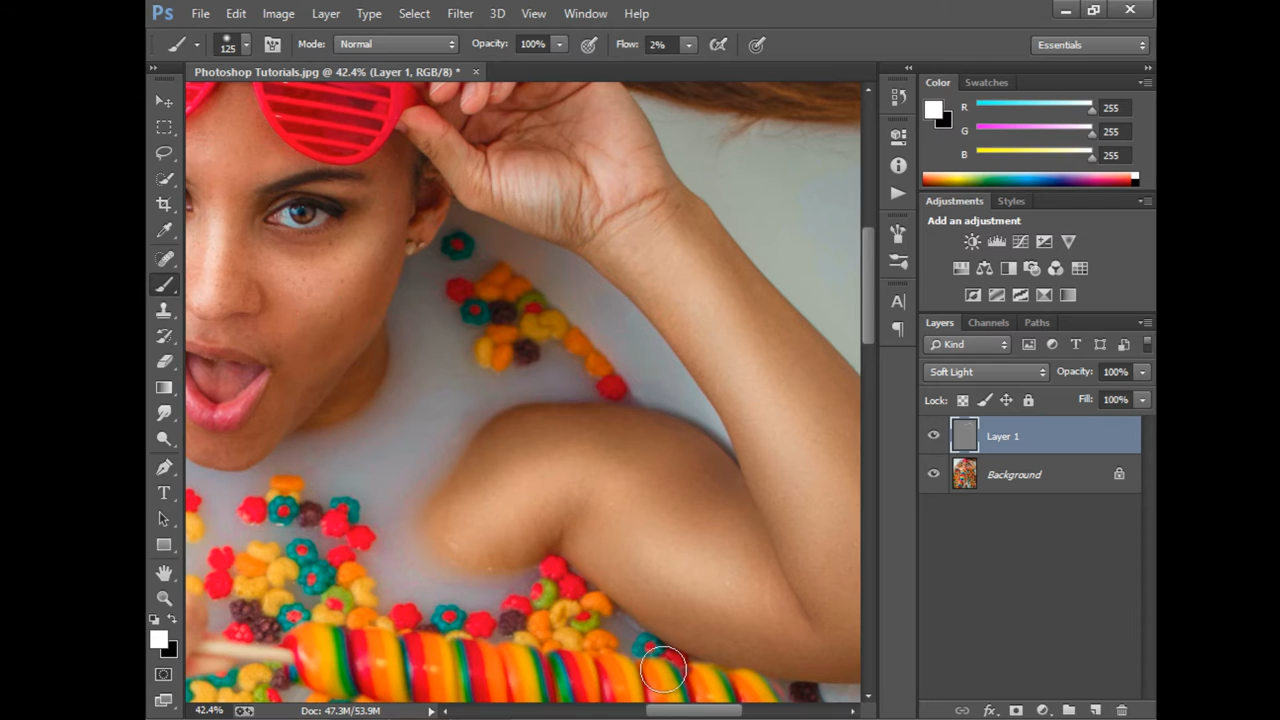 Ps File Edit Image Layer Type Select Filter 3D View Window Help
125 Mode: Normal Opacity: 100% Flow: 2% Essentials
Photoshop Tutorials.jpg @ 42.4% (Layer 1, RGB/8) * ×
Color Swatches
R 255
G 255
B 255
Adjustments Styles
Add an adjustment
A
Layers Channels Paths
Kind T
Soft Light Opacity: 100%
Lock: Fill: 100%
Layer 1
Background
T
fx
42.4% Doc: 47.3M/53.9M